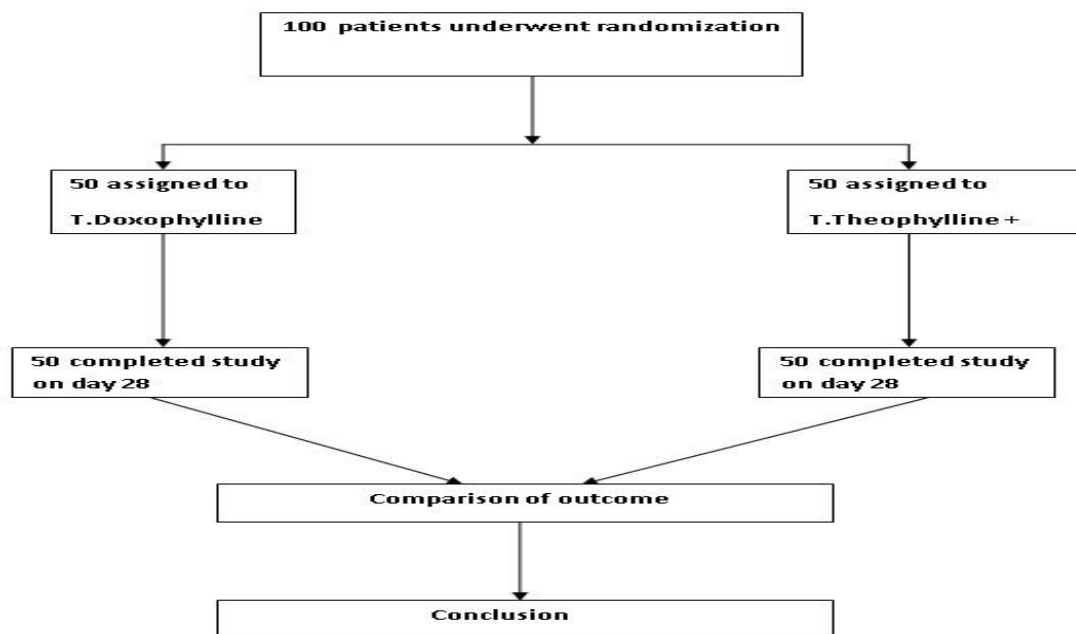 100 patients underwent randomization
50 assigned to
T.Doxophylline
50 assigned to
T.Theophylline +
50 completed study
on day 28
50 completed study
on day 28
Comparison of outcome
Conclusion